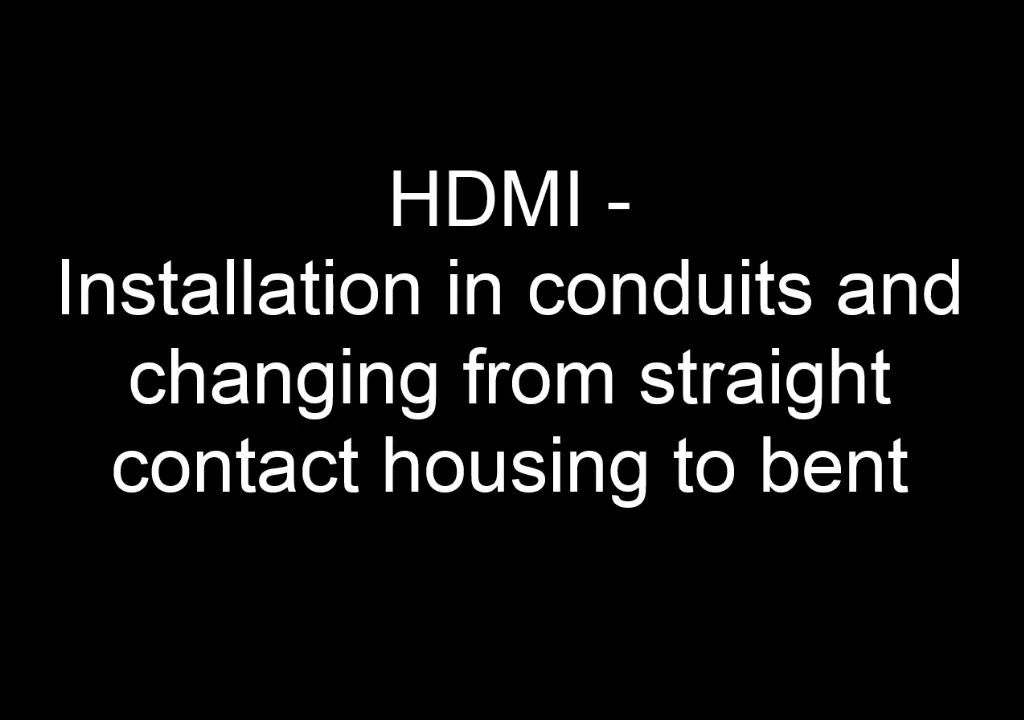 HDMI -
Installation in conduits and
changing from straight
contact housing to bent